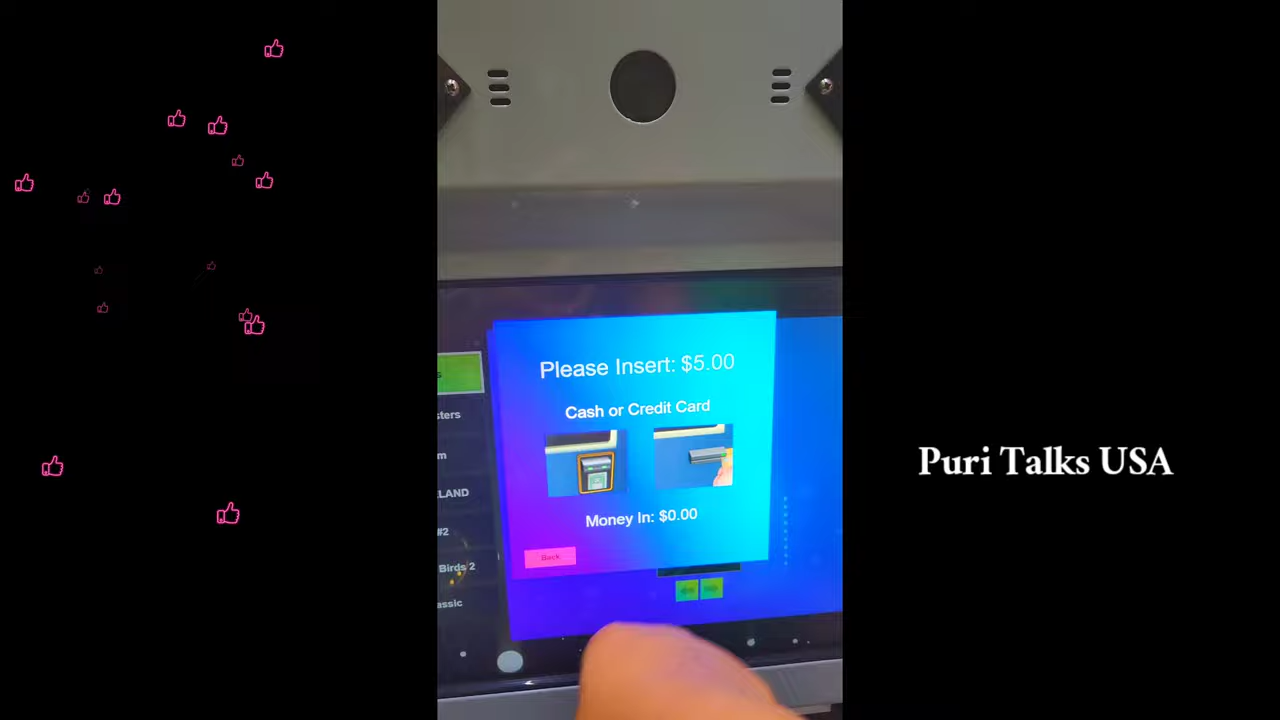 Please Insert: $5.00
Cash or Credit Card
Money In: $0.00
Back
s
sters
m
LAND
#2
Birds 2
assic
Puri Talks USA